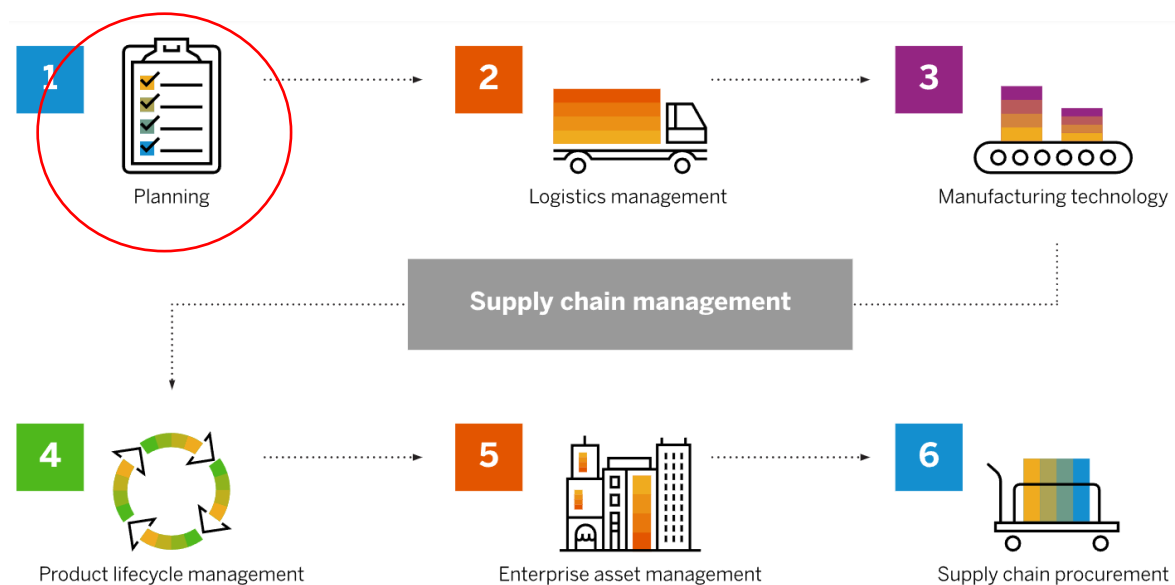 1
Planning
2
Logistics management
3
Manufacturing technology
Supply chain management
4
Product lifecycle management
5
Enterprise asset management
6
Supply chain procurement